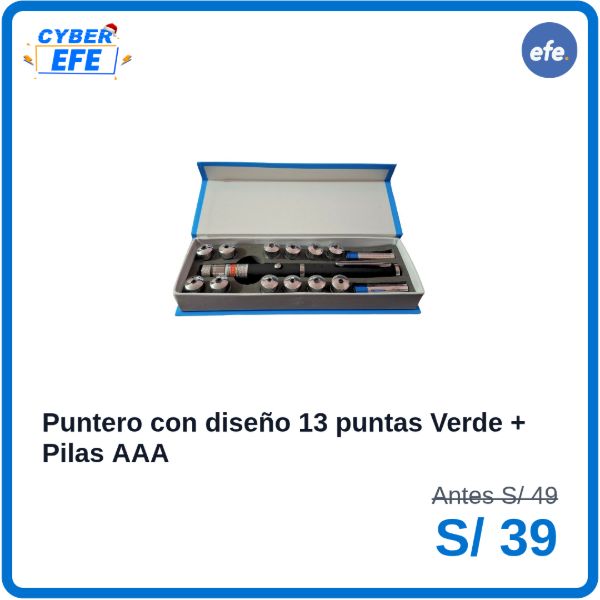 CYBER
EFE
efe.
Puntero con diseño 13 puntas Verde +
Pilas AAA
Antes S/ 49
S/ 39